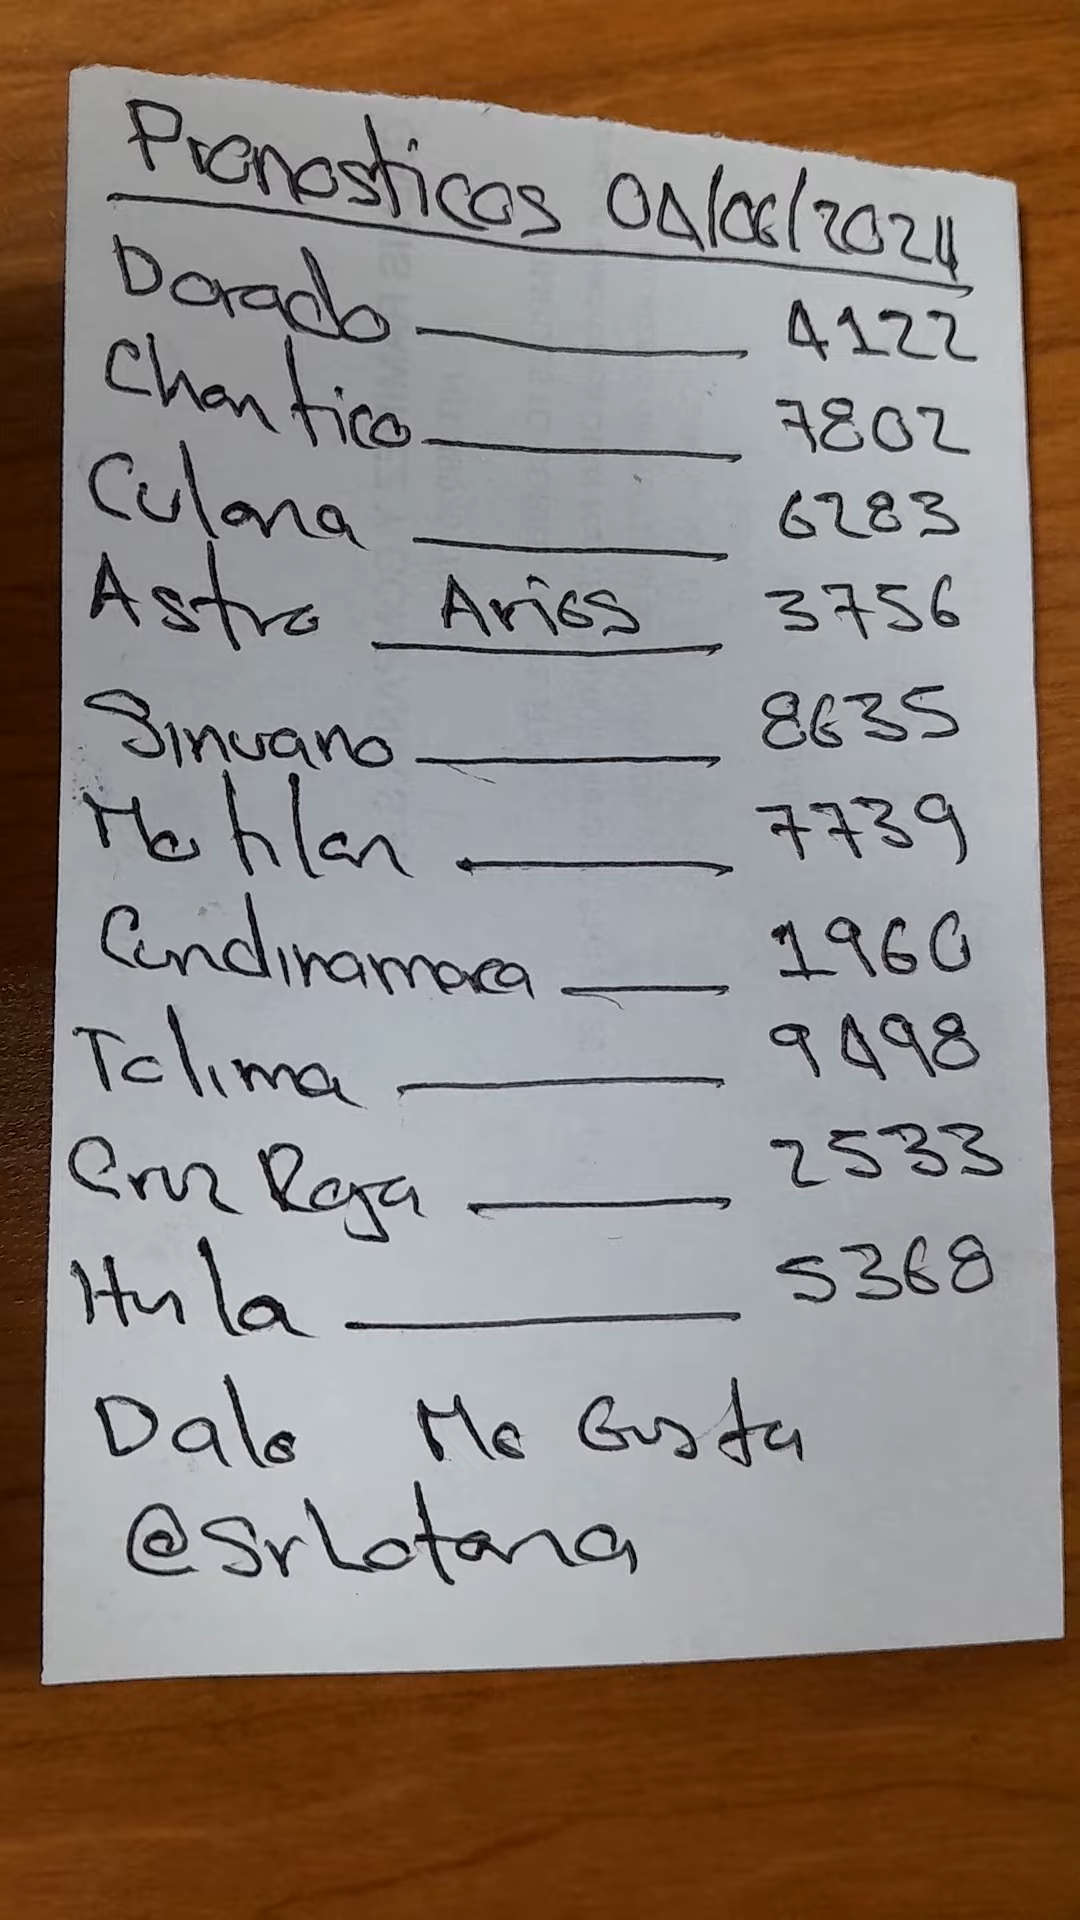 Pronosticos 04/06/2024
Dorado 4122
Chontico 7802
Culona 6283
Astro Aries 3756
Sinuano 8635
Motilon 7739
Cundinamarca 1960
Tolima 9498
Cruz Roja 2533
Huila 5368
Dale Me Gusta
@SrLotana